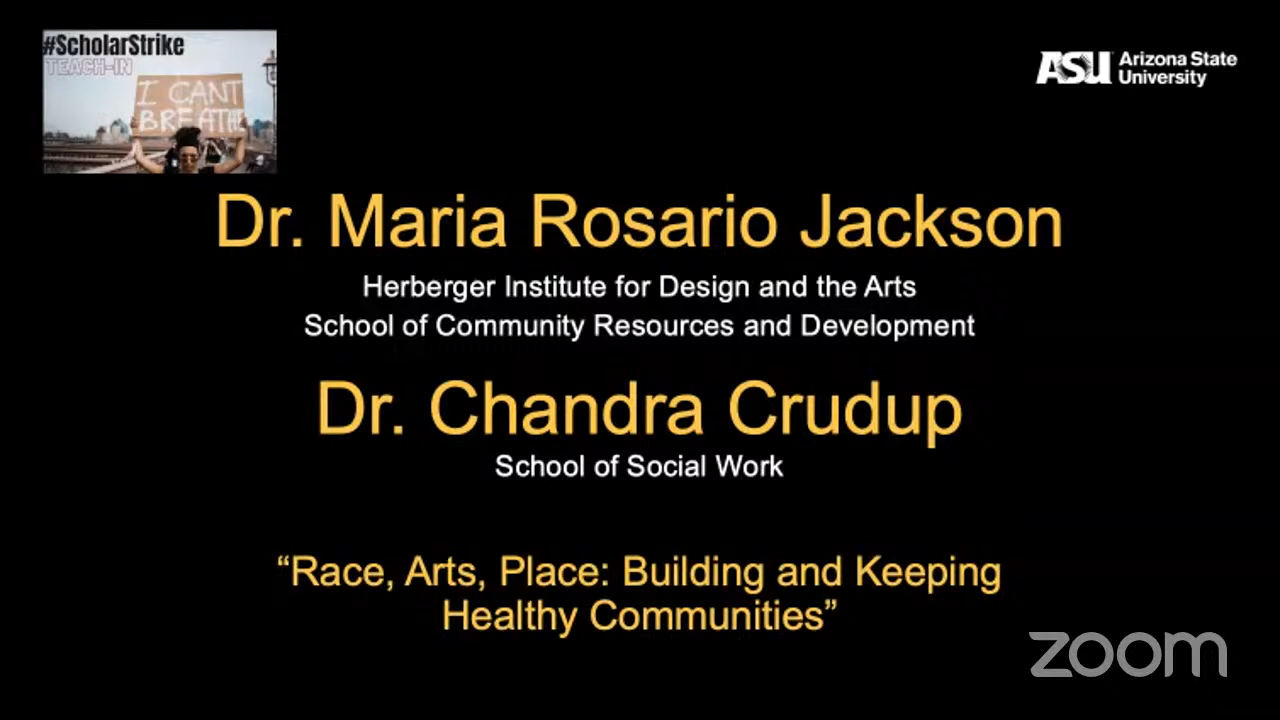 #ScholarStrike
TEACH-IN
I CANT
BREATHE
ASU Arizona State
University
Dr. Maria Rosario Jackson
Herberger Institute for Design and the Arts
School of Community Resources and Development
Dr. Chandra Crudup
School of Social Work
“Race, Arts, Place: Building and Keeping
Healthy Communities”
zoom